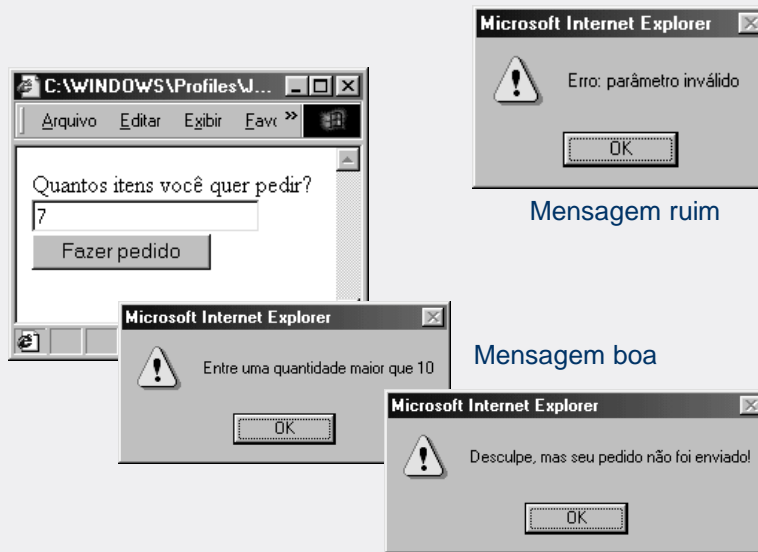 Microsoft Internet Explorer
Erro: parâmetro inválido
OK
Mensagem ruim
C:\WINDOWS\Profiles\J...
Arquivo Editar Exibir Favc »
Quantos itens você quer pedir?
7
Fazer pedido
Microsoft Internet Explorer
Entre uma quantidade maior que 10
OK
Mensagem boa
Microsoft Internet Explorer
Desculpe, mas seu pedido não foi enviado!
OK